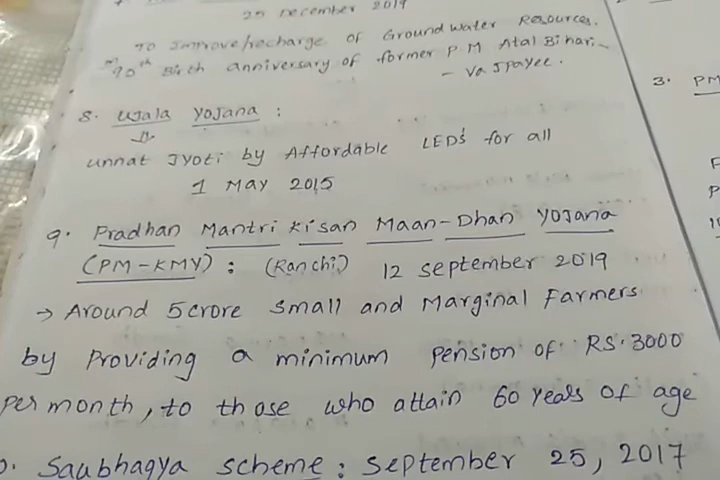 25 December 2019
To Improve/recharge of Ground Water Resources.
90th Birth anniversary of former PM Atal Bihari-
- Vajpayee.
8. Ujala Yojana :
unnat Jyoti by Affordable LED's for all
1 May 2015
9. Pradhan Mantri Kisan Maan-Dhan Yojana
(PM-KMY) : (Ranchi) 12 September 2019
→ Around 5crore small and Marginal Farmers
by Providing a minimum pension of RS.3000
per month, to those who attain 60 years of age
Saubhagya scheme : September 25, 2017
3. PM